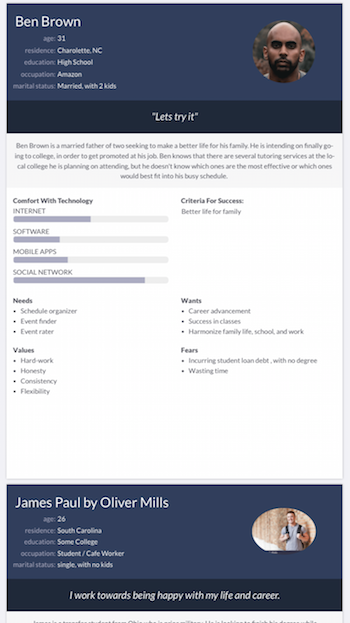 Ben Brown
age: 31
residence: Charolette, NC
education: High School
occupation: Amazon
marital status: Married, with 2 kids
"Lets try it"
Ben Brown is a married father of two seeking to make a better life for his family. He is intending on finally go-
ing to college, in order to get promoted at his job. Ben knows that there are several tutoring services at the lo-
cal college he is planning on attending, but he doesn't know which ones are the most effective or which ones
would best fit into his busy schedule.
Comfort With Technology
INTERNET
SOFTWARE
MOBILE APPS
SOCIAL NETWORK
Criteria For Success:
Better life for family
Needs
• Schedule organizer
• Event finder
• Event rater
Wants
• Career advancement
• Success in classes
• Harmonize family life, school, and work
Values
• Hard-work
• Honesty
• Consistency
• Flexibility
Fears
• Incurring student loan debt , with no degree
• Wasting time
James Paul by Oliver Mills
age: 26
residence: South Carolina
education: Some College
occupation: Student / Cafe Worker
marital status: single, with no kids
I work towards being happy with my life and career.